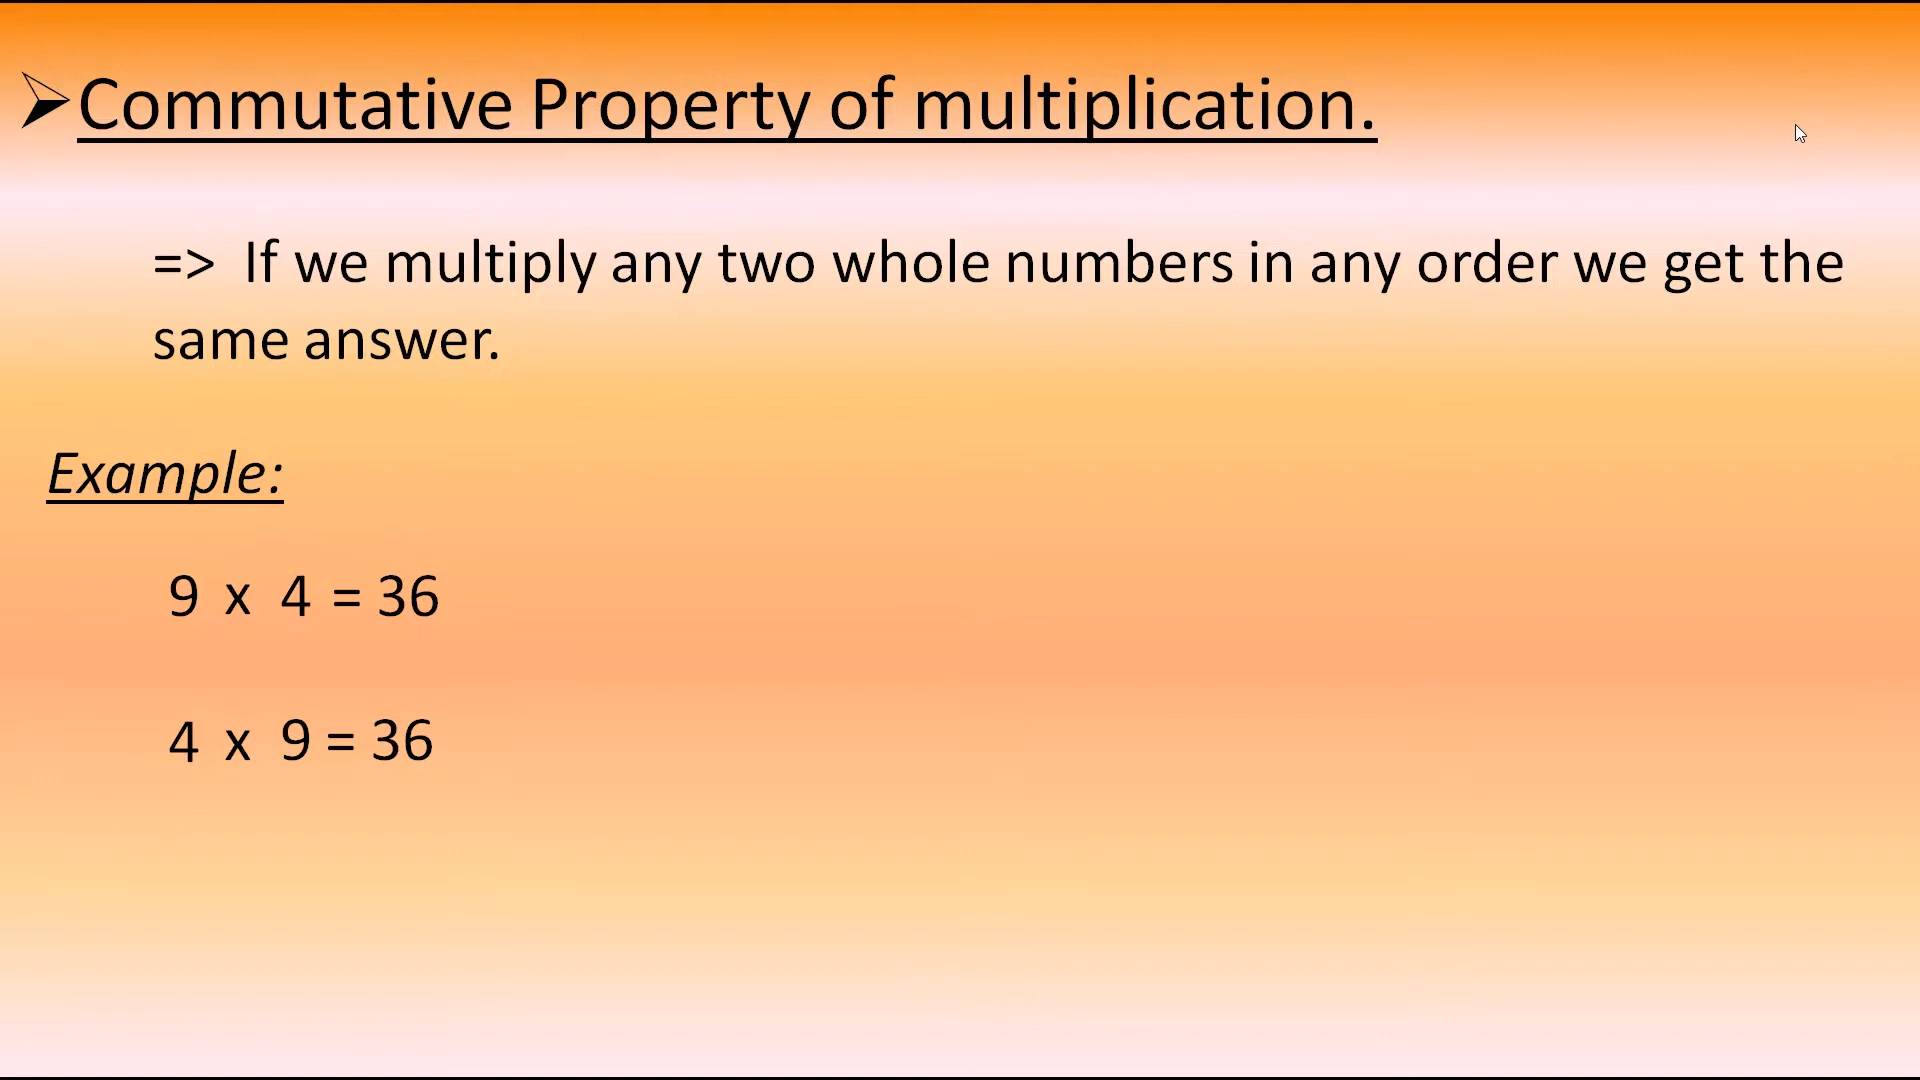 ➢Commutative Property of multiplication.
=> If we multiply any two whole numbers in any order we get the
same answer.
Example:
9 x 4 = 36
4 x 9 = 36